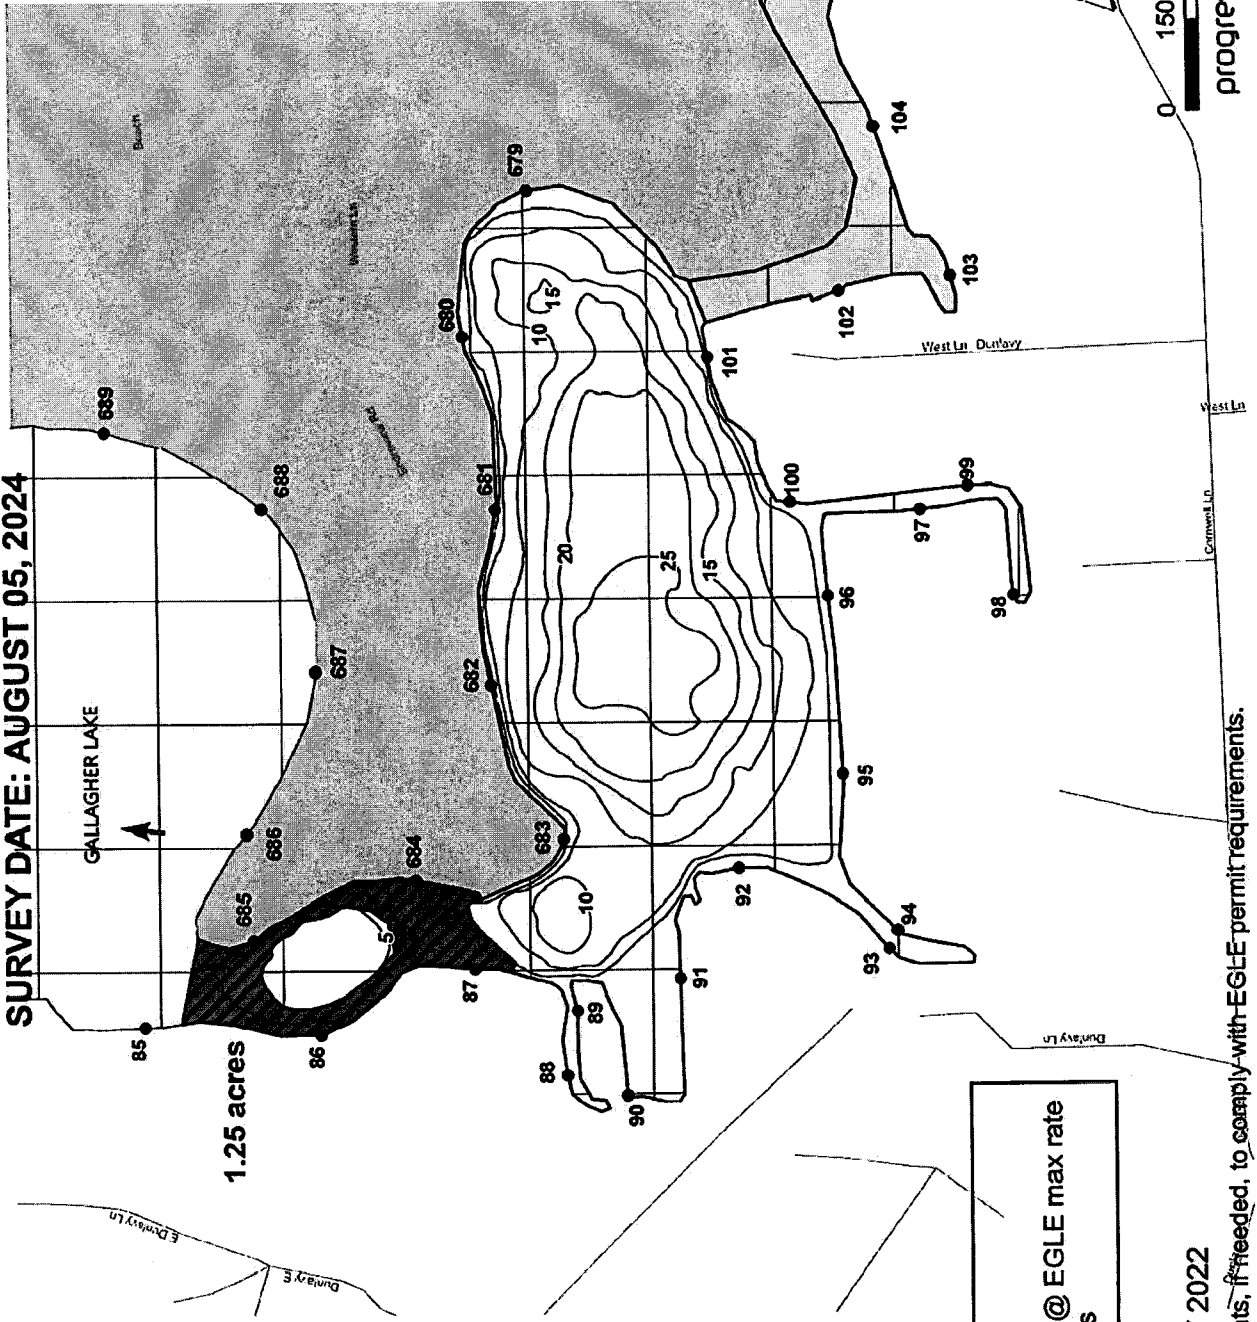 SURVEY DATE: AUGUST 05, 2024
GALLAGHER LAKE
1.25 acres
85
86
87
88
89
90
91
92
93
94
95
96
97
98
99
100
101
102
103
104
679
680
681
682
683
684
685
686
687
688
689
5
10
20
25
15
10
15
Beach
E Dunlavy Ln
Dunlavy E
Dunlavy Ln
West Ln Dunlavy
West Ln
Cornwell Ln
@ EGLE max rate
s
2022
nts, if needed, to comply with EGLE permit requirements.
0 150
progre